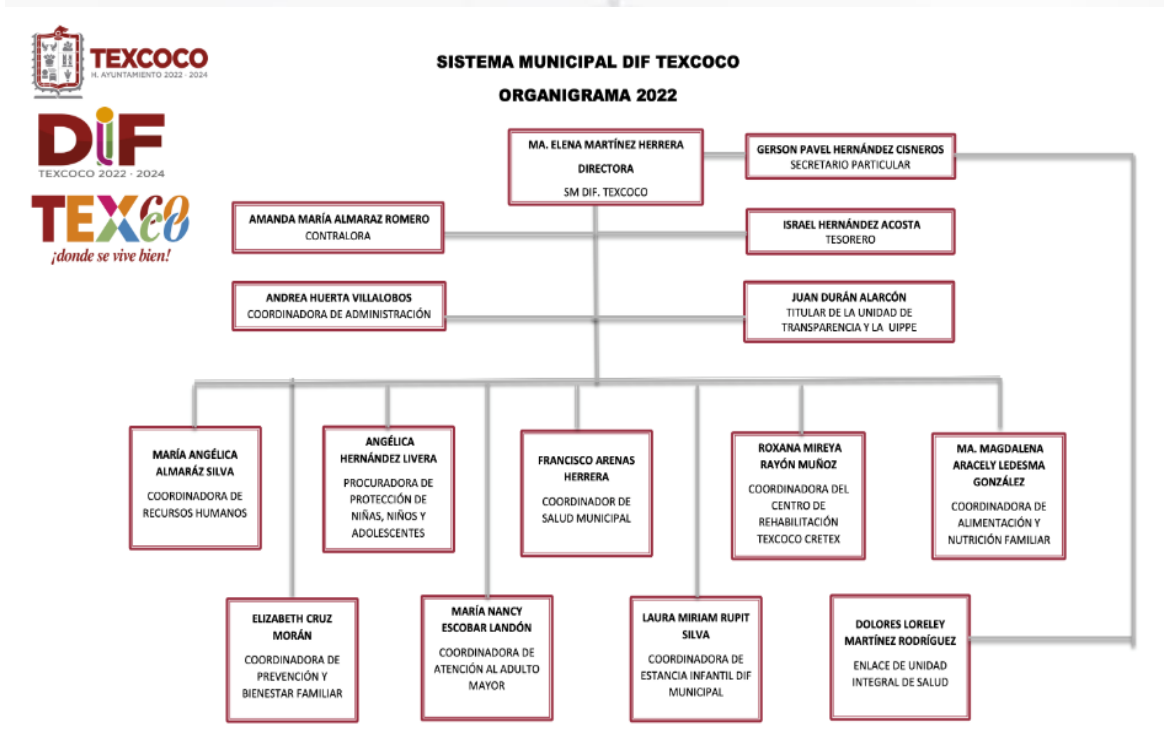 TEXCOCO
H. AYUNTAMIENTO 2022 - 2024
DIF
TEXCOCO 2022 - 2024
TEXCOCO
¡donde se vive bien!
SISTEMA MUNICIPAL DIF TEXCOCO
ORGANIGRAMA 2022
MA. ELENA MARTÍNEZ HERRERA
DIRECTORA
SM DIF. TEXCOCO
GERSON PAVEL HERNÁNDEZ CISNEROS
SECRETARIO PARTICULAR
AMANDA MARÍA ALMARAZ ROMERO
CONTRALORA
ISRAEL HERNÁNDEZ ACOSTA
TESORERO
ANDREA HUERTA VILLALOBOS
COORDINADORA DE ADMINISTRACIÓN
JUAN DURÁN ALARCÓN
TITULAR DE LA UNIDAD DE
TRANSPARENCIA Y LA UIPPE
MARÍA ANGÉLICA
ALMARÁZ SILVA
COORDINADORA DE
RECURSOS HUMANOS
ANGÉLICA
HERNÁNDEZ LIVERA
PROCURADORA DE
PROTECCIÓN DE
NIÑAS, NIÑOS Y
ADOLESCENTES
FRANCISCO ARENAS
HERRERA
COORDINADOR DE
SALUD MUNICIPAL
ROXANA MIREYA
RAYÓN MUÑOZ
COORDINADORA DEL
CENTRO DE
REHABILITACIÓN
TEXCOCO CRETEX
MA. MAGDALENA
ARACELY LEDESMA
GONZÁLEZ
COORDINADORA DE
ALIMENTACIÓN Y
NUTRICIÓN FAMILIAR
ELIZABETH CRUZ
MORÁN
COORDINADORA DE
PREVENCIÓN Y
BIENESTAR FAMILIAR
MARÍA NANCY
ESCOBAR LANDÓN
COORDINADORA DE
ATENCIÓN AL ADULTO
MAYOR
LAURA MIRIAM RUPIT
SILVA
COORDINADORA DE
ESTANCIA INFANTIL DIF
MUNICIPAL
DOLORES LORELEY
MARTÍNEZ RODRÍGUEZ
ENLACE DE UNIDAD
INTEGRAL DE SALUD